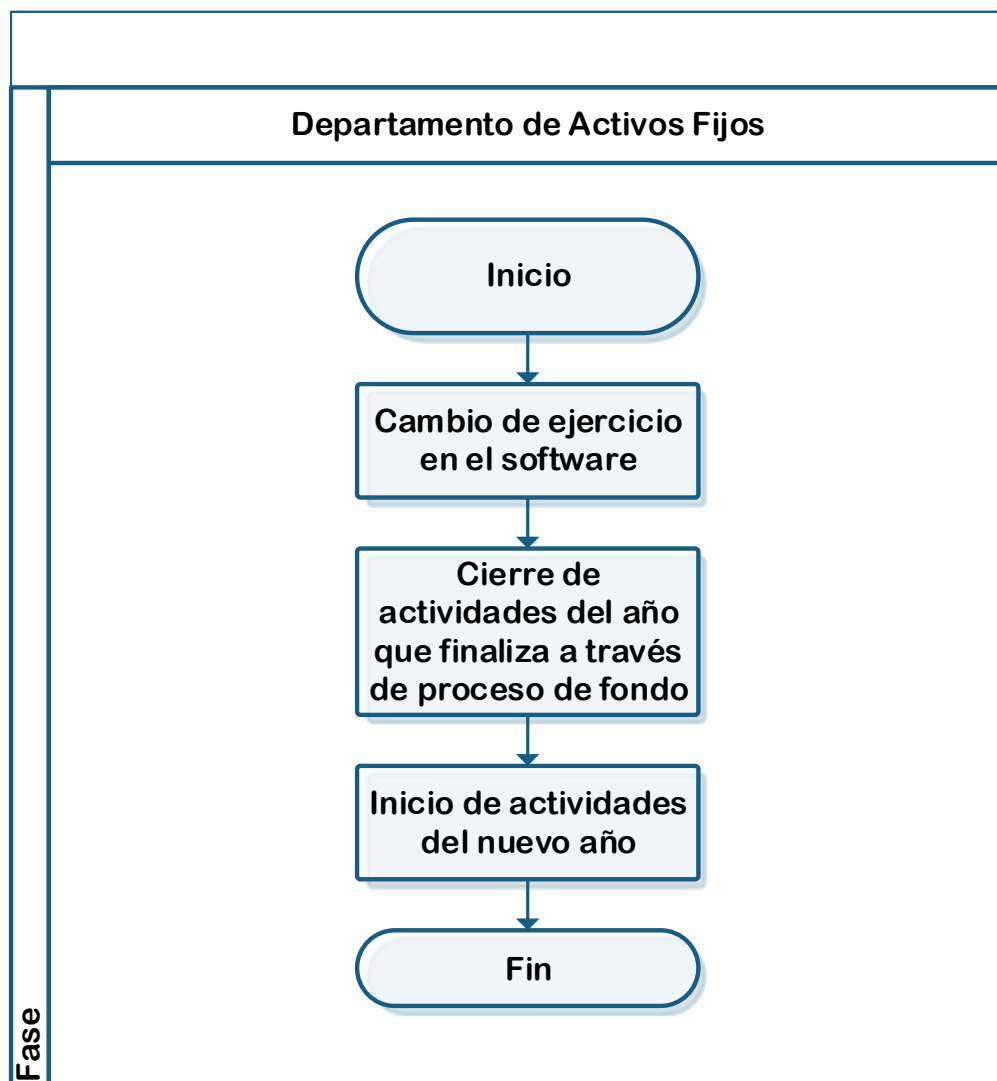 Departamento de Activos Fijos
Inicio
Cambio de ejercicio
en el software
Cierre de
actividades del año
que finaliza a través
de proceso de fondo
Inicio de actividades
del nuevo año
Fin
Fase